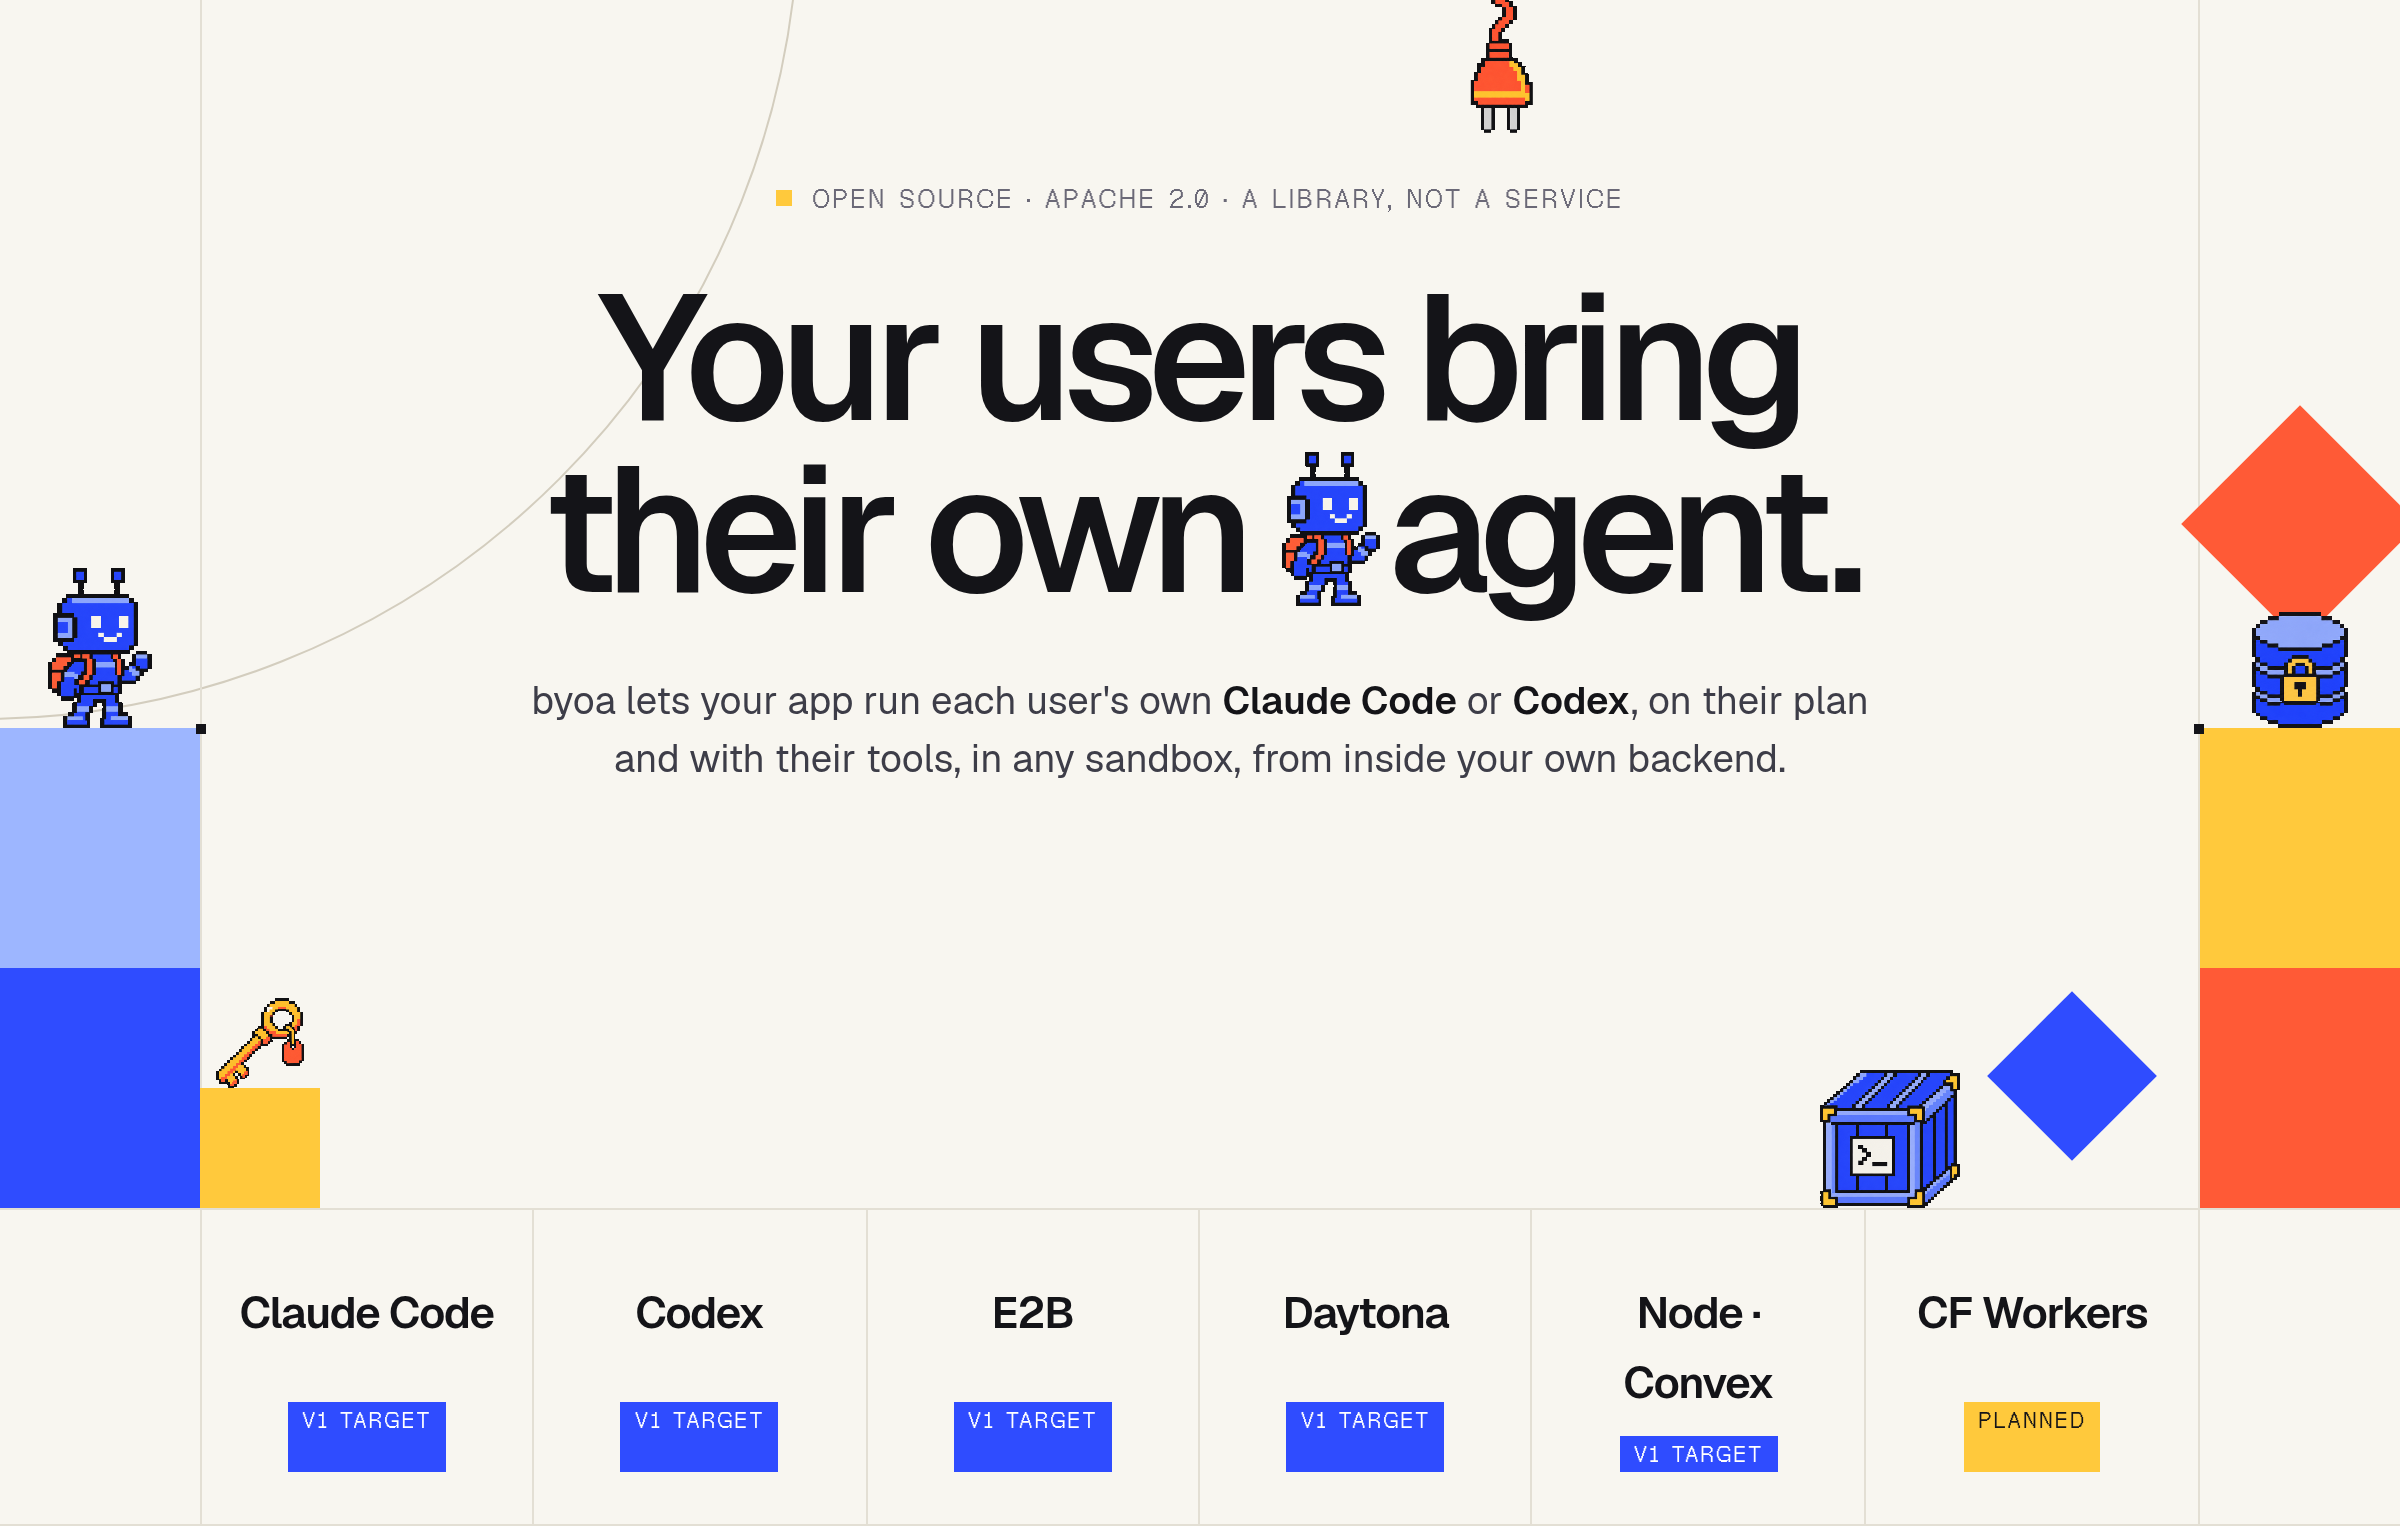 OPEN SOURCE · APACHE 2.0 · A LIBRARY, NOT A SERVICE
Your users bring
their own agent.
byoa lets your app run each user's own Claude Code or Codex, on their plan
and with their tools, in any sandbox, from inside your own backend.
>_
Claude Code
V1 TARGET
Codex
V1 TARGET
E2B
V1 TARGET
Daytona
V1 TARGET
Node ·
Convex
V1 TARGET
CF Workers
PLANNED